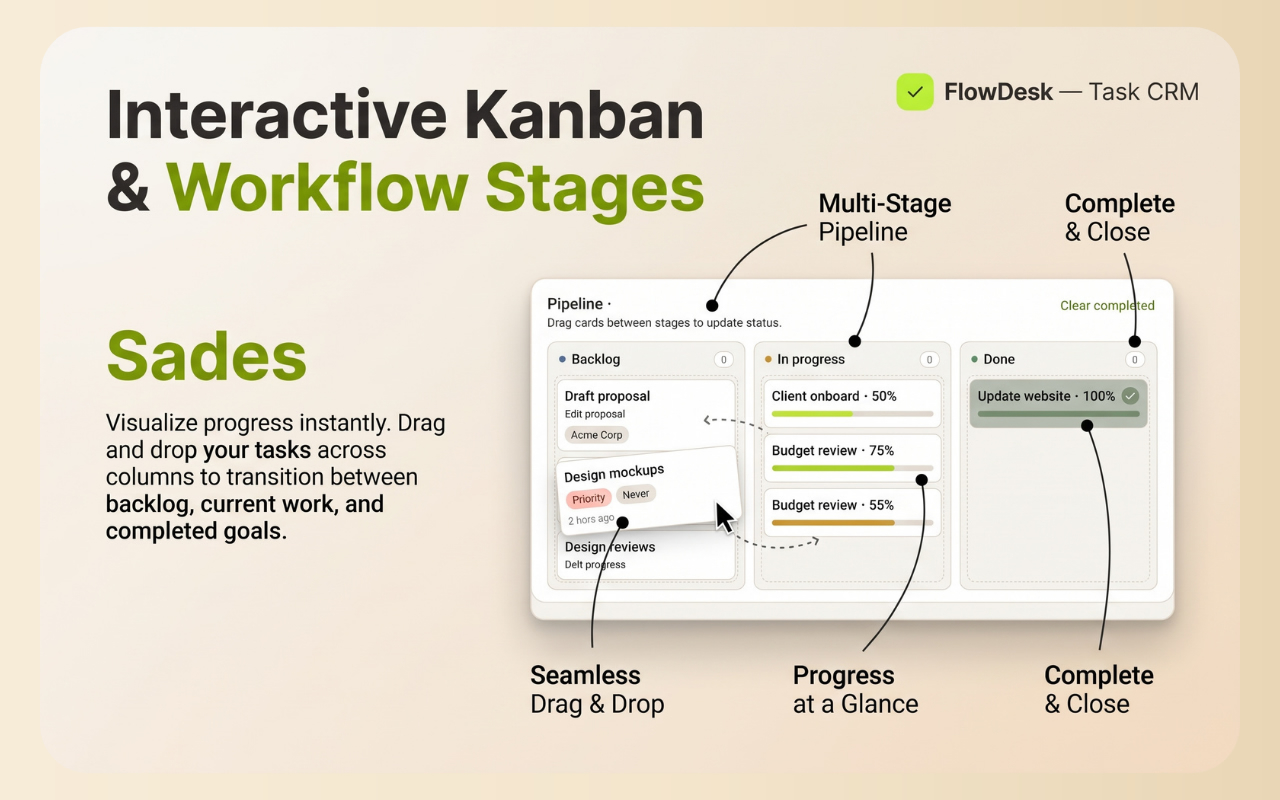 Interactive Kanban
& Workflow Stages
FlowDesk — Task CRM
Sades
Visualize progress instantly. Drag
and drop your tasks across
columns to transition between
backlog, current work, and
completed goals.
Multi-Stage
Pipeline
Complete
& Close
Pipeline ·
Drag cards between stages to update status.
Clear completed
Backlog 0
Draft proposal
Edit proposal
Acme Corp
Design mockups
Priority Never
2 hors ago
Design reviews
Delt progress
In progress 0
Client onboard · 50%
Budget review · 75%
Budget review · 55%
Done 0
Update website · 100%
Seamless
Drag & Drop
Progress
at a Glance
Complete
& Close